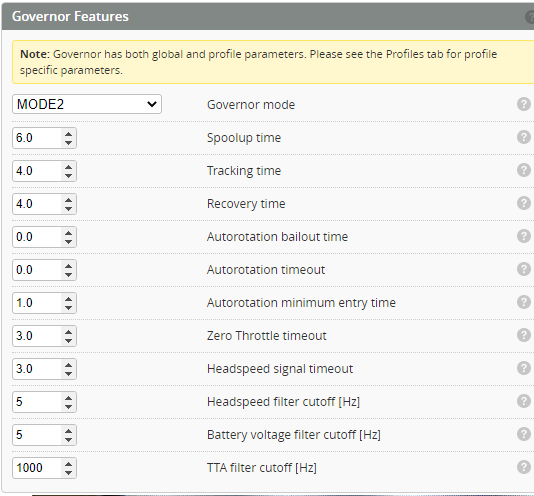 Governor Features
Note: Governor has both global and profile parameters. Please see the Profiles tab for profile
specific parameters.
MODE2 Governor mode ?
6.0 Spoolup time ?
4.0 Tracking time ?
4.0 Recovery time ?
0.0 Autorotation bailout time ?
0.0 Autorotation timeout ?
1.0 Autorotation minimum entry time ?
3.0 Zero Throttle timeout ?
3.0 Headspeed signal timeout ?
5 Headspeed filter cutoff [Hz] ?
5 Battery voltage filter cutoff [Hz] ?
1000 TTA filter cutoff [Hz] ?